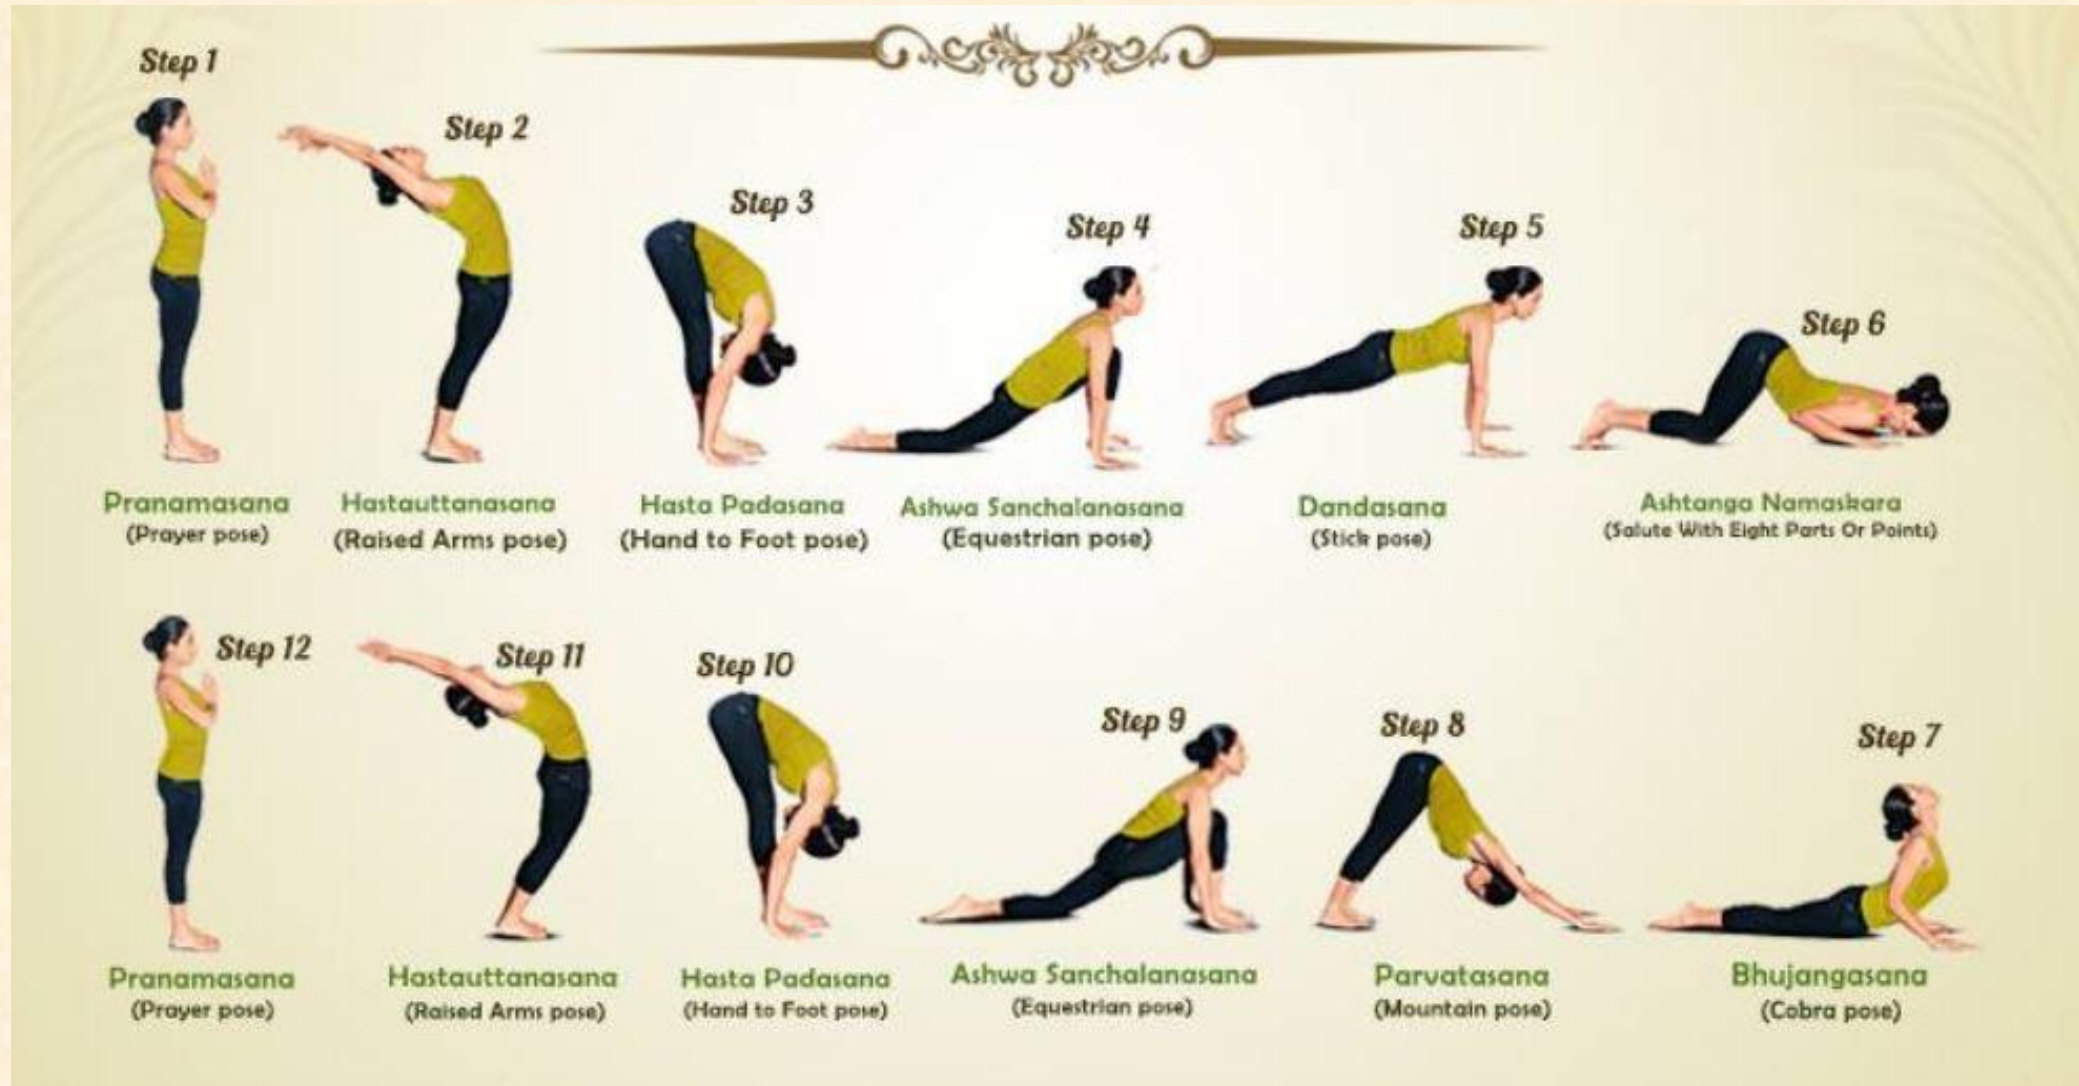 Step 1
Step 2
Step 3
Step 4
Step 5
Step 6
Pranamasana
(Prayer pose)
Hastauttanasana
(Raised Arms pose)
Hasta Padasana
(Hand to Foot pose)
Ashwa Sanchalanasana
(Equestrian pose)
Dandasana
(Stick pose)
Ashtanga Namaskara
(Salute With Eight Parts Or Points)
Step 12
Step 11
Step 10
Step 9
Step 8
Step 7
Pranamasana
(Prayer pose)
Hastauttanasana
(Raised Arms pose)
Hasta Padasana
(Hand to Foot pose)
Ashwa Sanchalanasana
(Equestrian pose)
Parvatasana
(Mountain pose)
Bhujangasana
(Cobra pose)